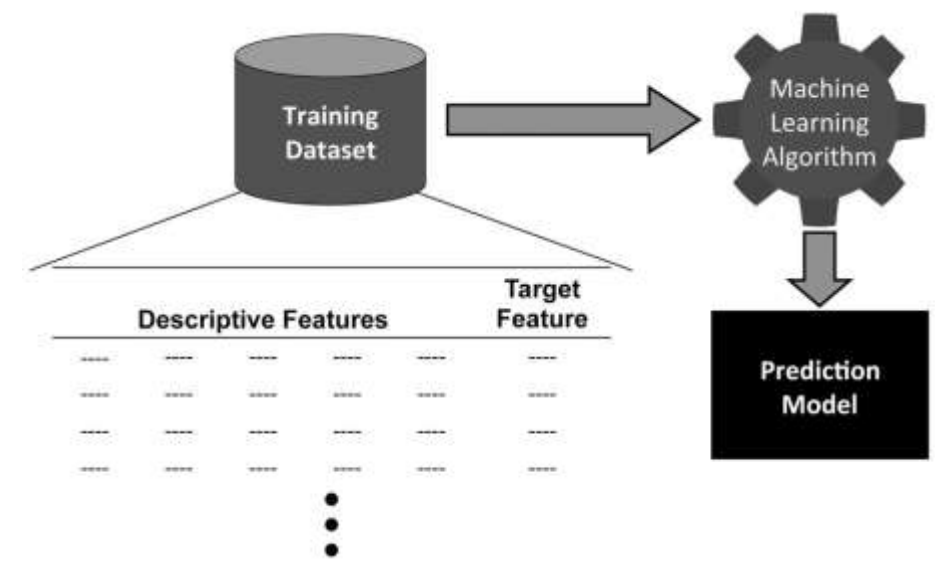 Training
Dataset
Machine
Learning
Algorithm
Descriptive Features
Target
Feature
---- ---- ---- ---- ---- ----
---- ---- ---- ---- ---- ----
---- ---- ---- ---- ---- ----
---- ---- ---- ---- ---- ----
Prediction
Model